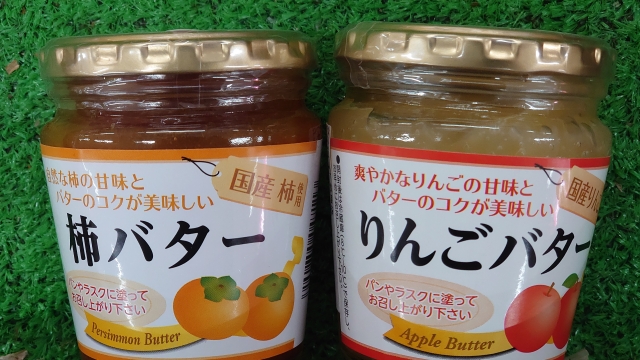 自然な柿の甘味と
バターのコクが美味しい
国産柿使用
柿バター
パンやラスクに塗って
お召し上がり下さい
Persimmon Butter
爽やかなりんごの甘味と
バターのコクが美味しい
国産りん
りんごバター
パンやラスクに塗って
お召し上がり下さい
Apple Butter